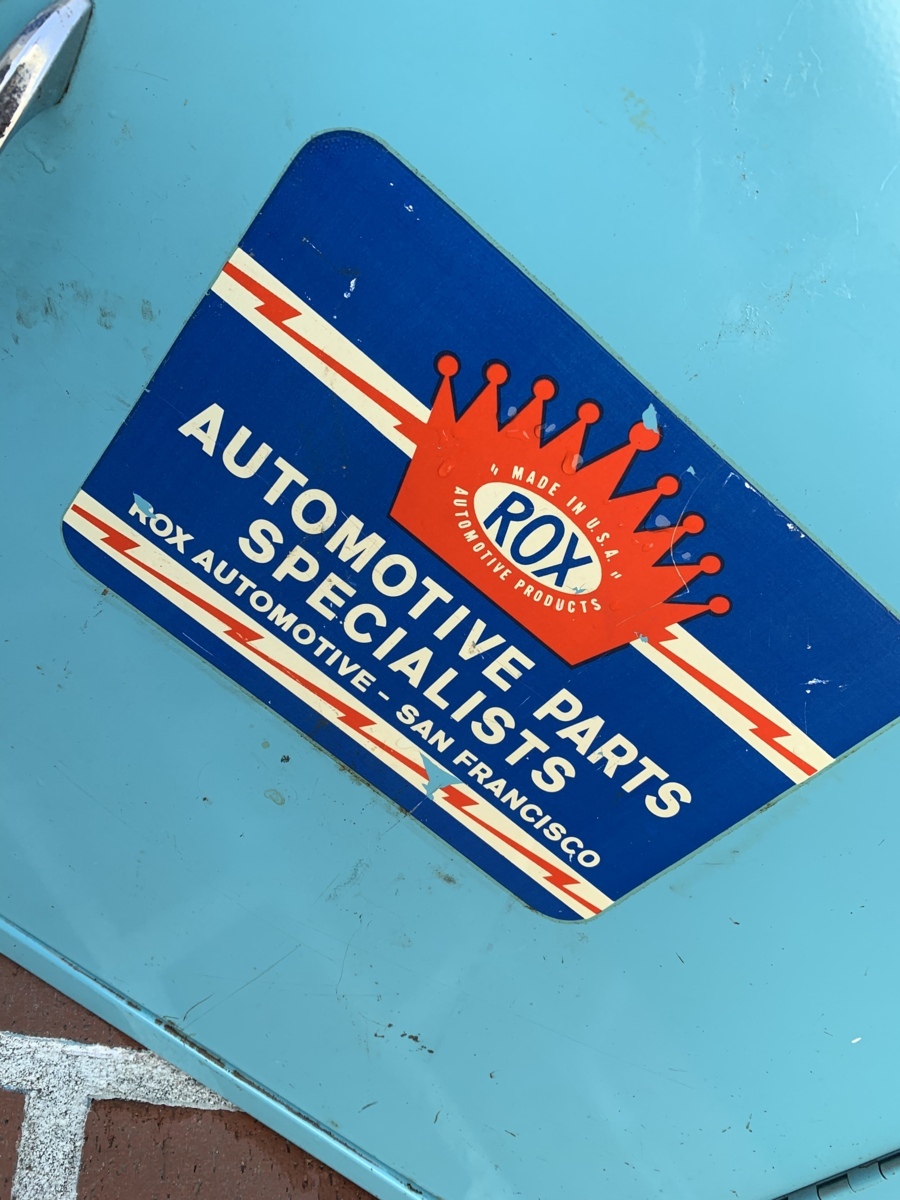 " MADE IN U.S.A. "
ROX
AUTOMOTIVE PRODUCTS
AUTOMOTIVE PARTS
SPECIALISTS
ROX AUTOMOTIVE - SAN FRANCISCO